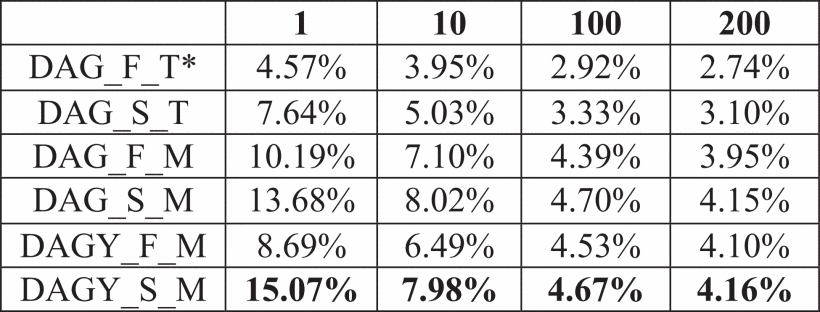 1 10 100 200
DAG_F_T* 4.57% 3.95% 2.92% 2.74%
DAG_S_T 7.64% 5.03% 3.33% 3.10%
DAG_F_M 10.19% 7.10% 4.39% 3.95%
DAG_S_M 13.68% 8.02% 4.70% 4.15%
DAGY_F_M 8.69% 6.49% 4.53% 4.10%
DAGY_S_M 15.07% 7.98% 4.67% 4.16%